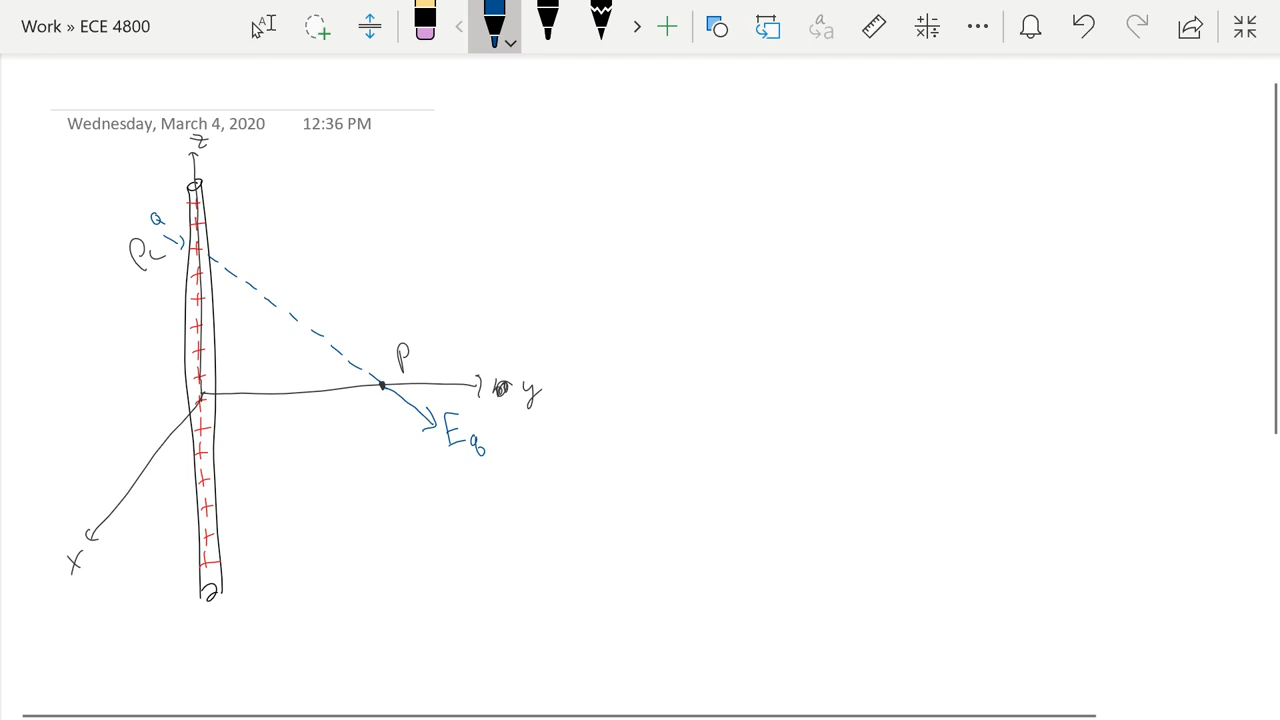 Work » ECE 4800
Wednesday, March 4, 2020 12:36 PM
z
Q
ρL
P
y
Eq
x